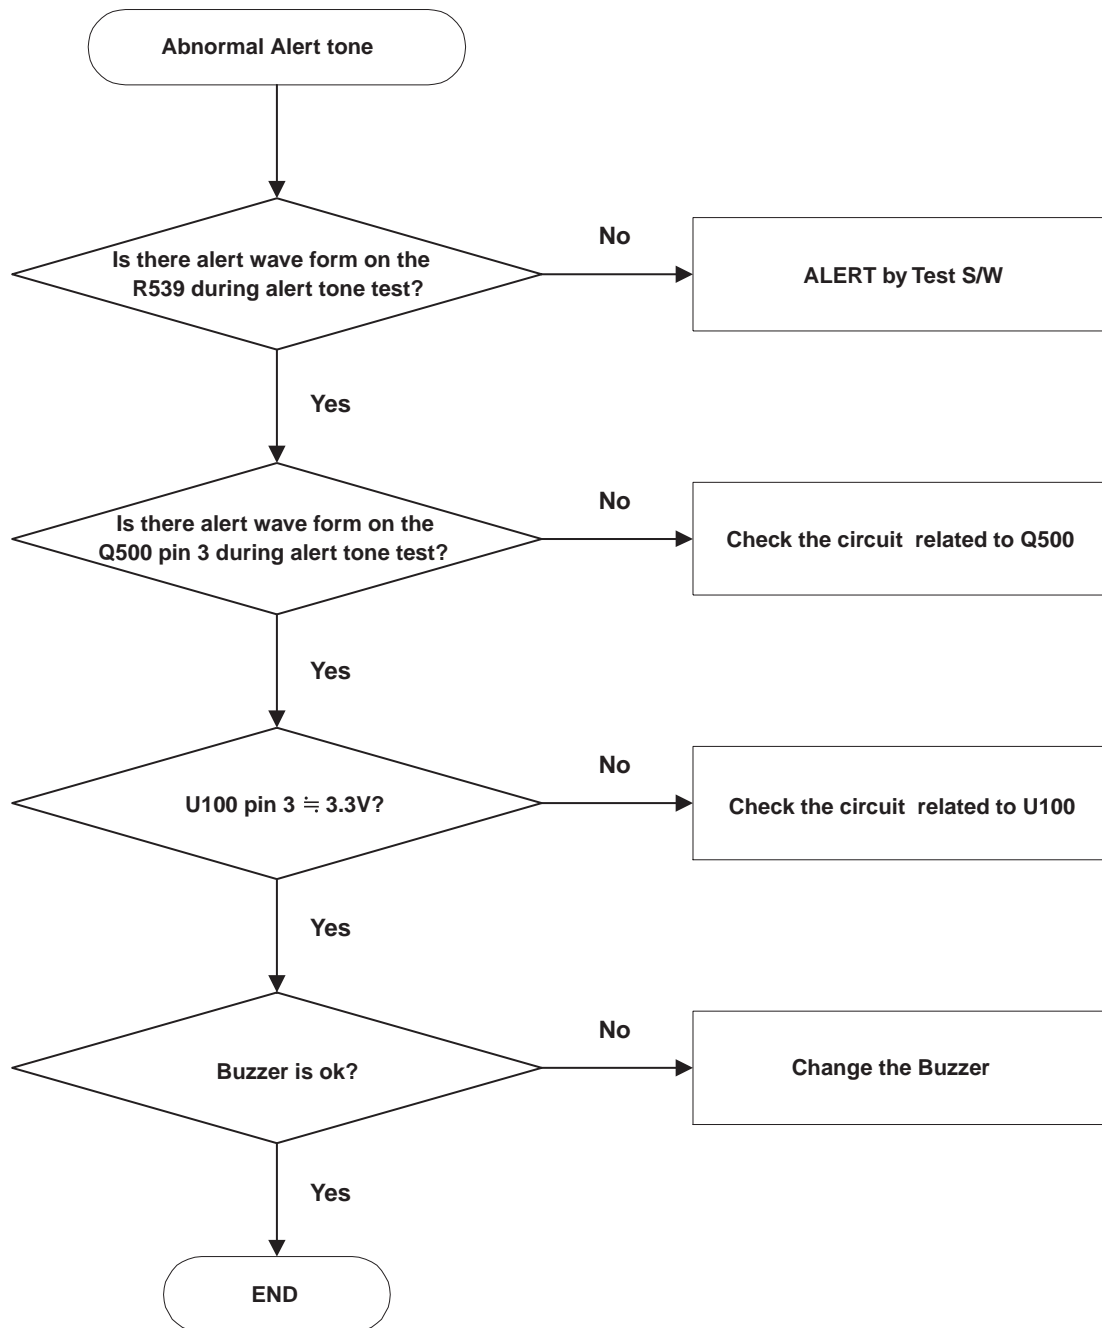 Abnormal Alert tone
Is there alert wave form on the
R539 during alert tone test?
No
ALERT by Test S/W
Yes
Is there alert wave form on the
Q500 pin 3 during alert tone test?
No
Check the circuit related to Q500
Yes
U100 pin 3 ≒ 3.3V?
No
Check the circuit related to U100
Yes
Buzzer is ok?
No
Change the Buzzer
Yes
END